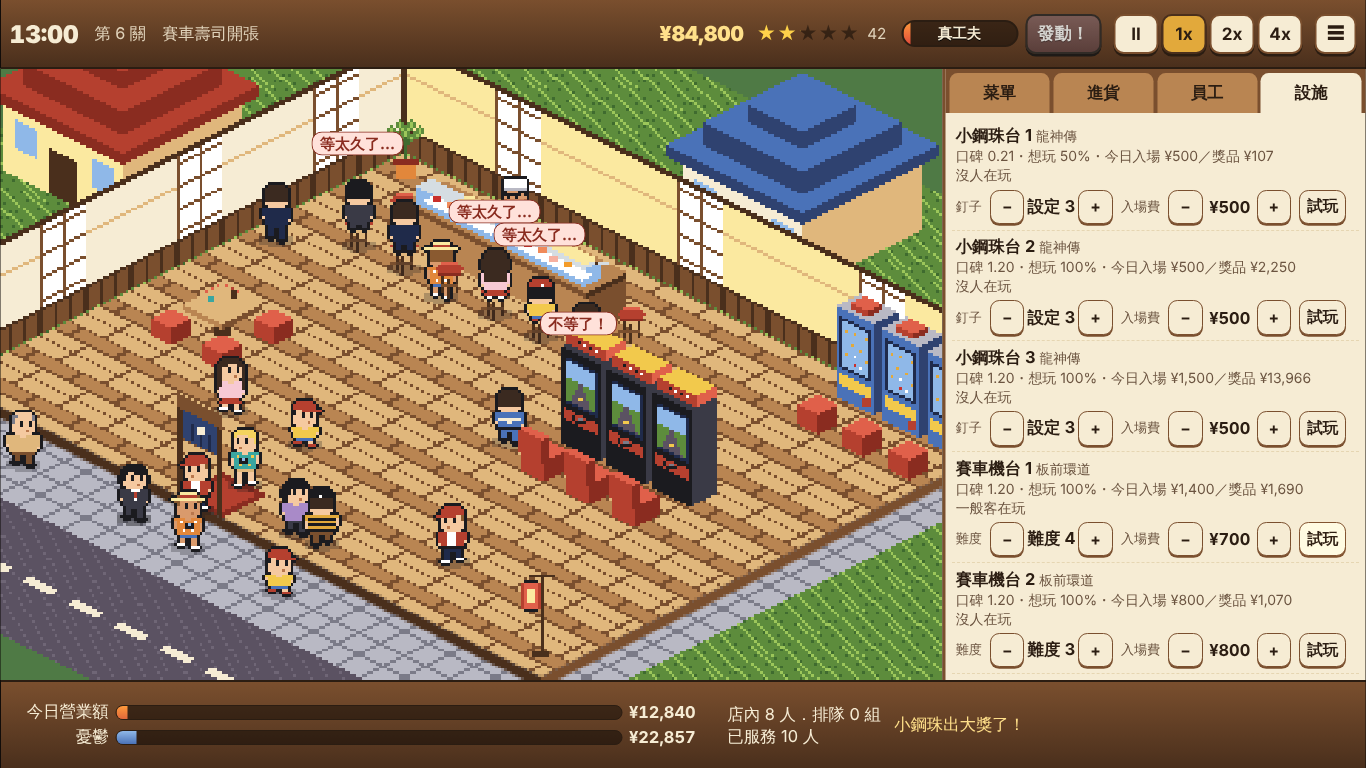 13:00 第 6 關 賽車壽司開張
¥84,800 ★★★★★ 42 真工夫 發動！ II 1x 2x 4x ☰
菜單 進貨 員工 設施
等太久了…
等太久了…
等太久了…
不等了！
小鋼珠台 1 龍神傳
口碑 0.21・想玩 50%・今日入場 ¥500／獎品 ¥107
沒人在玩
釘子 − 設定 3 + 入場費 − ¥500 + 試玩
小鋼珠台 2 龍神傳
口碑 1.20・想玩 100%・今日入場 ¥500／獎品 ¥2,250
沒人在玩
釘子 − 設定 3 + 入場費 − ¥500 + 試玩
小鋼珠台 3 龍神傳
口碑 1.20・想玩 100%・今日入場 ¥1,500／獎品 ¥13,966
沒人在玩
釘子 − 設定 3 + 入場費 − ¥500 + 試玩
賽車機台 1 板前環道
口碑 1.20・想玩 100%・今日入場 ¥1,400／獎品 ¥1,690
一般客在玩
難度 − 難度 4 + 入場費 − ¥700 + 試玩
賽車機台 2 板前環道
口碑 1.20・想玩 100%・今日入場 ¥800／獎品 ¥1,070
沒人在玩
難度 − 難度 3 + 入場費 − ¥800 + 試玩
今日營業額 ¥12,840
憂鬱 ¥22,857
店內 8 人．排隊 0 組
已服務 10 人
小鋼珠出大獎了！